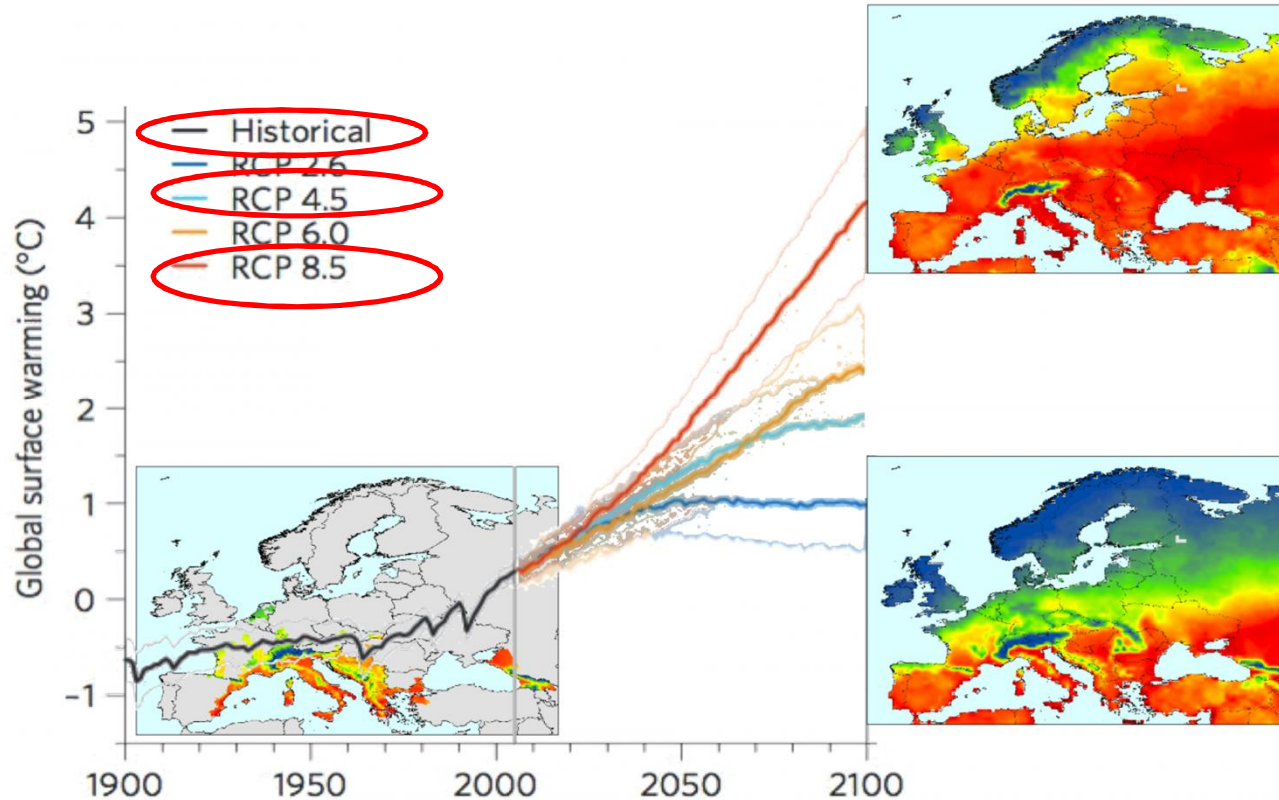 Historical
RCP 2.6
RCP 4.5
RCP 6.0
RCP 8.5
Global surface warming (°C)
5
4
3
2
1
0
-1
1900 1950 2000 2050 2100